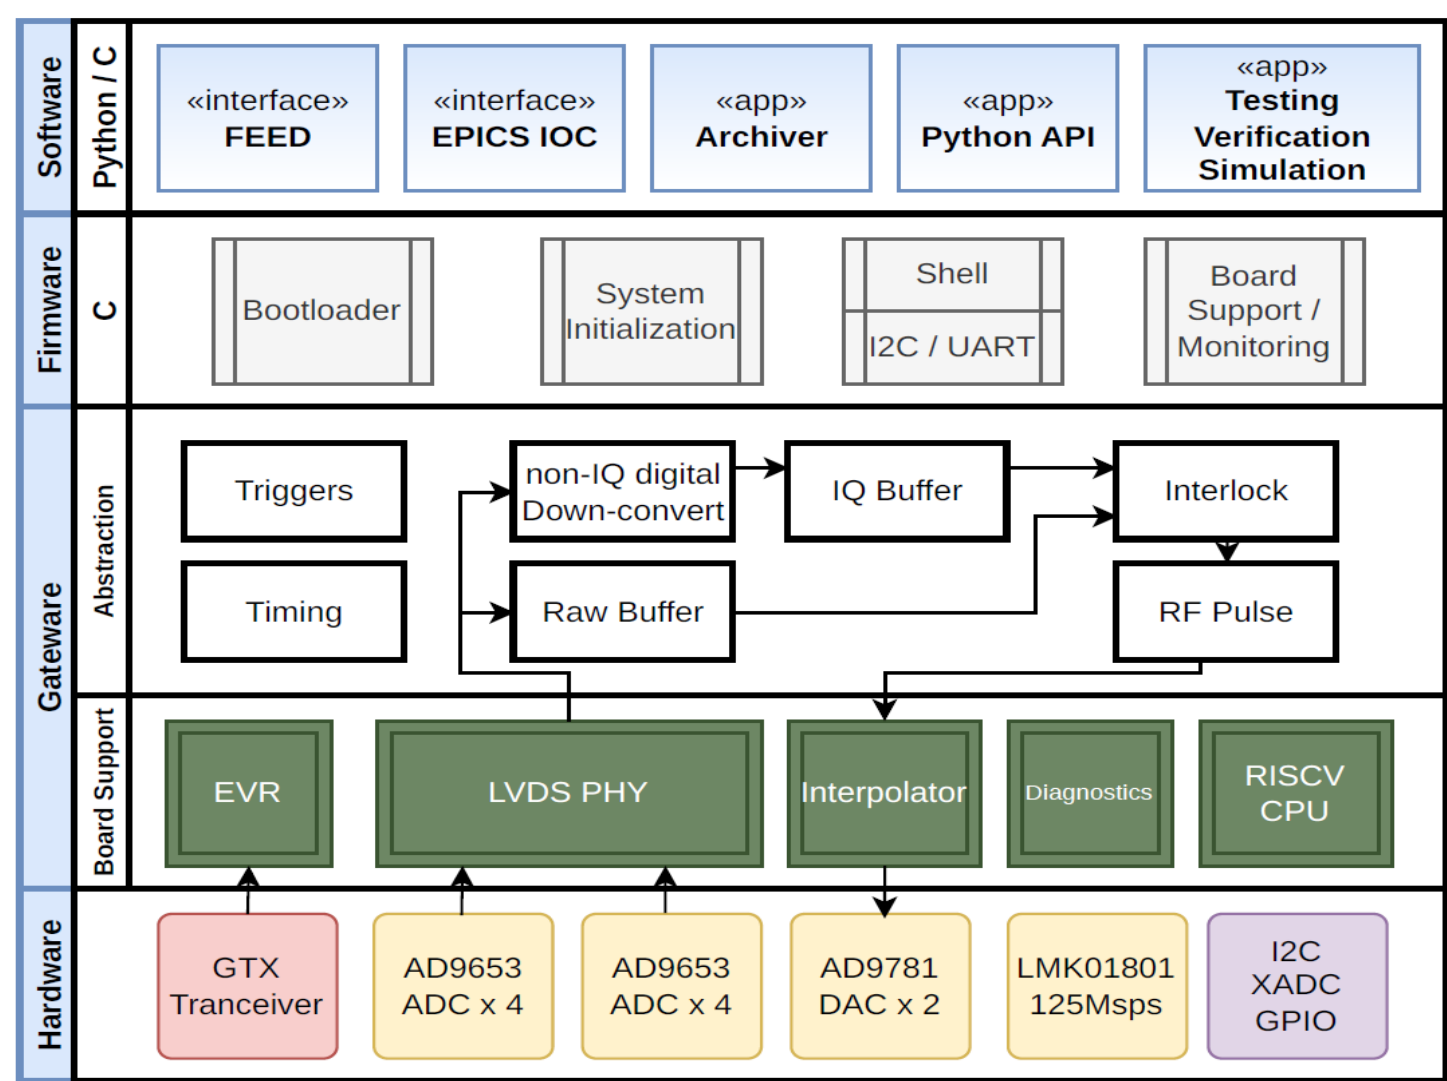 Software
Python / C
«interface»
FEED
«interface»
EPICS IOC
«app»
Archiver
«app»
Python API
«app»
Testing
Verification
Simulation
Firmware
C
Bootloader
System
Initialization
Shell
I2C / UART
Board
Support /
Monitoring
Gateware
Abstraction
Triggers
non-IQ digital
Down-convert
IQ Buffer
Interlock
Timing
Raw Buffer
RF Pulse
Board Support
EVR
LVDS PHY
Interpolator
Diagnostics
RISCV
CPU
Hardware
GTX
Tranceiver
AD9653
ADC x 4
AD9653
ADC x 4
AD9781
DAC x 2
LMK01801
125Msps
I2C
XADC
GPIO